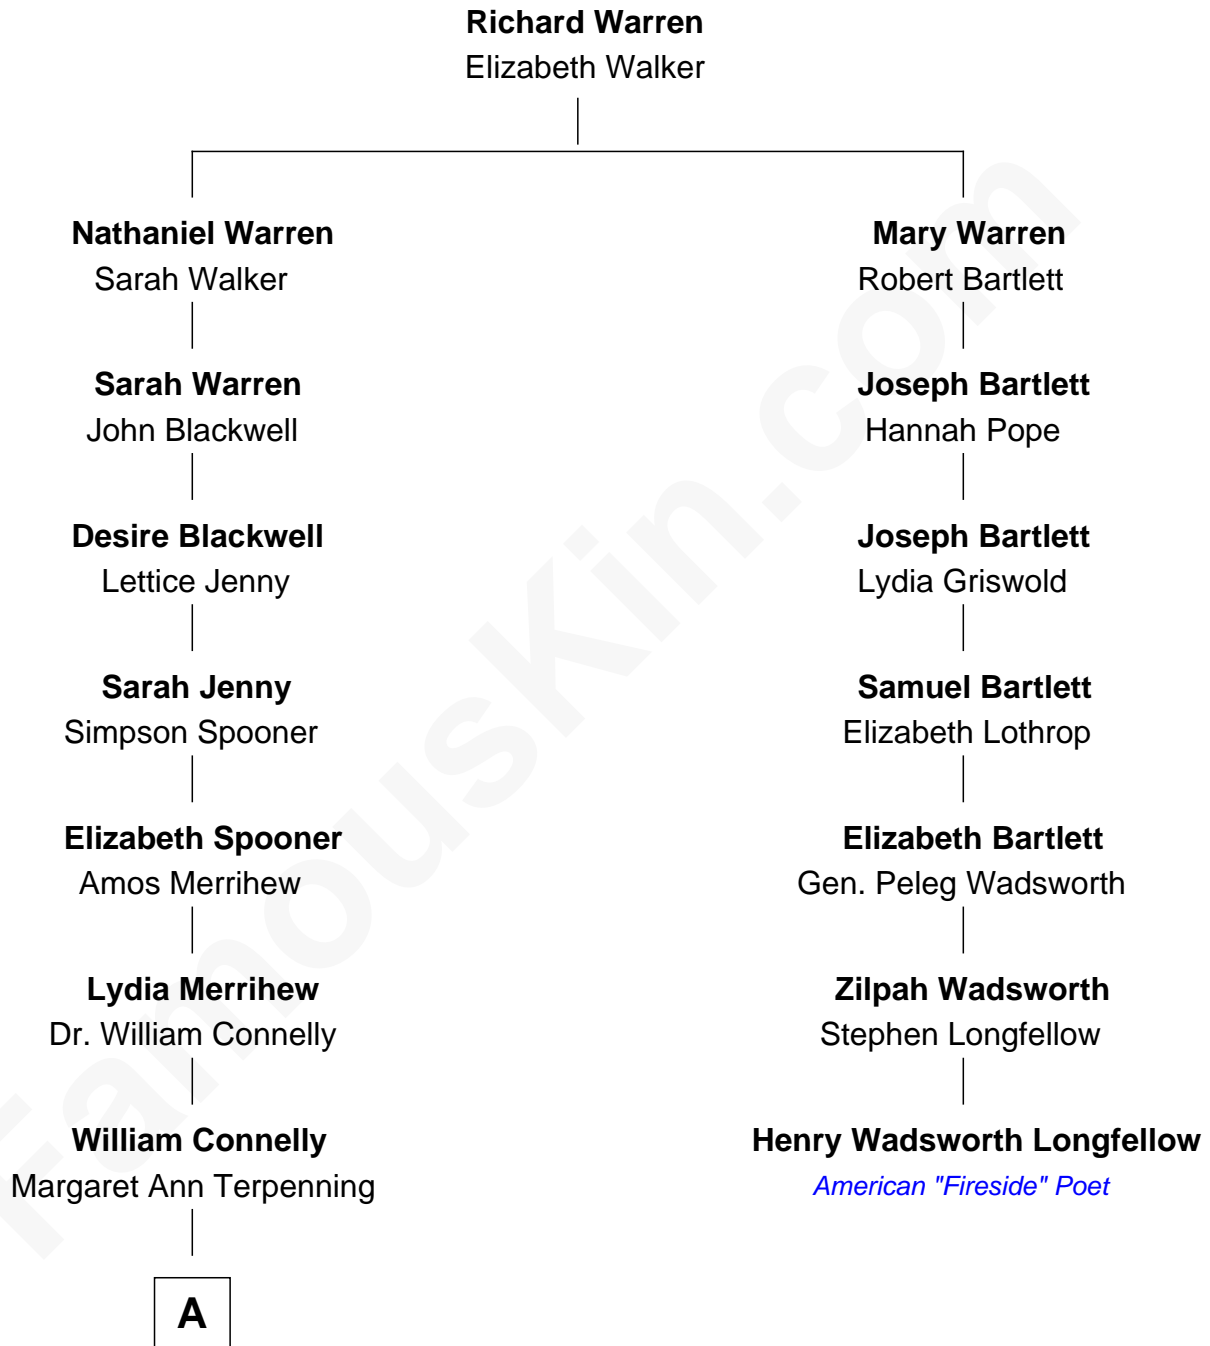 Richard Warren
Elizabeth Walker
Nathaniel Warren
Sarah Walker
Mary Warren
Robert Bartlett
Sarah Warren
John Blackwell
Joseph Bartlett
Hannah Pope
Desire Blackwell
Lettice Jenny
Joseph Bartlett
Lydia Griswold
Sarah Jenny
Simpson Spooner
Samuel Bartlett
Elizabeth Lothrop
Elizabeth Spooner
Amos Merrihew
Elizabeth Bartlett
Gen. Peleg Wadsworth
Lydia Merrihew
Dr. William Connelly
Zilpah Wadsworth
Stephen Longfellow
William Connelly
Margaret Ann Terpenning
Henry Wadsworth Longfellow
American "Fireside" Poet
A
FamousKin.com